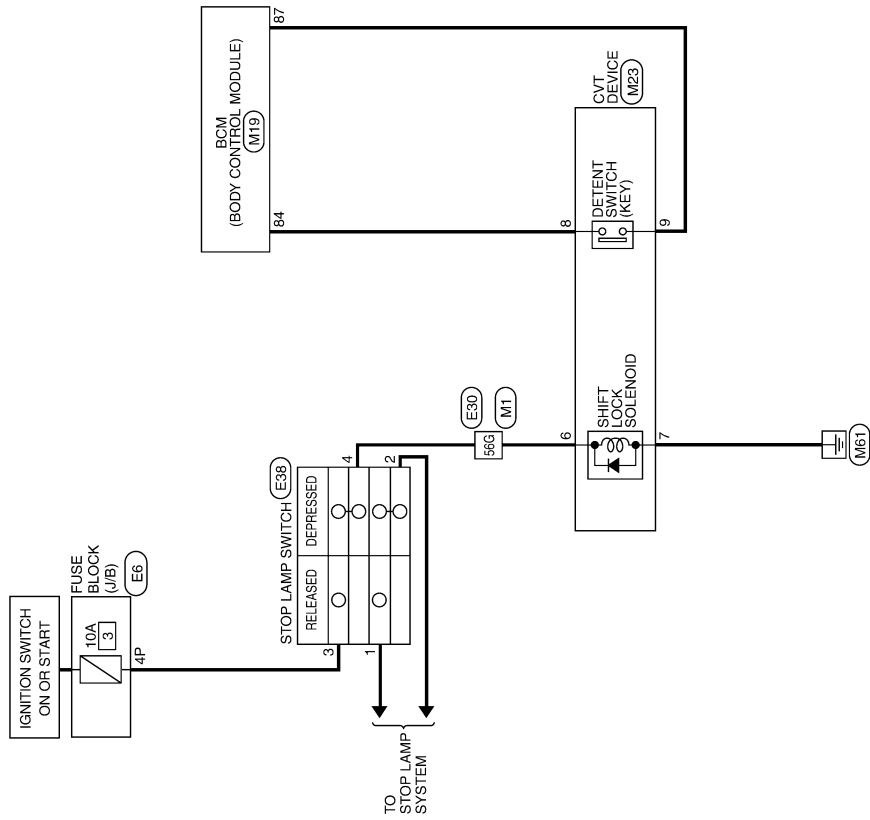 IGNITION SWITCH
ON OR START
FUSE
BLOCK
(J/B)
E6
10A
3
4P
STOP LAMP SWITCH
E38
RELEASED
DEPRESSED
3
4
1
2
TO
STOP LAMP
SYSTEM
56G
E30
M1
BCM
(BODY CONTROL MODULE)
M19
84
87
CVT
DEVICE
M23
6
8
SHIFT
LOCK
SOLENOID
DETENT
SWITCH
(KEY)
7
9
M61